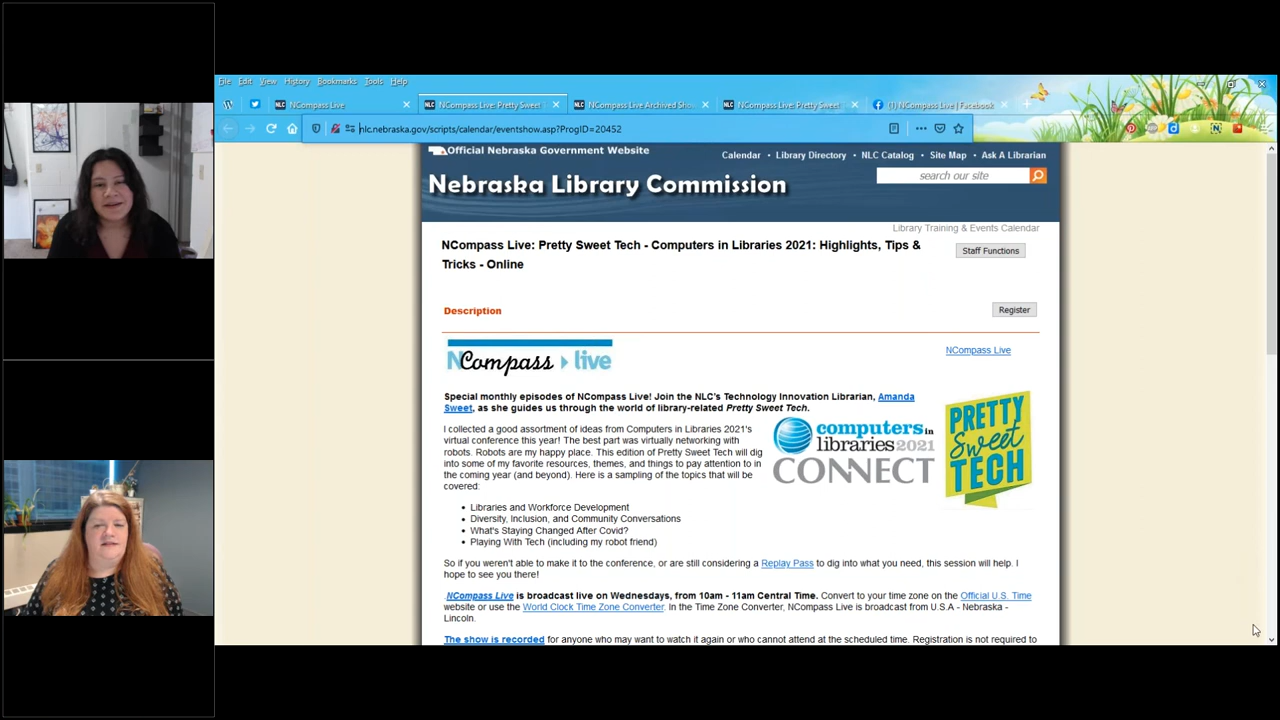 File Edit View History Bookmarks Tools Help
NCompass Live
NCompass Live: Pretty Sweet
NCompass Live Archived Sho
NCompass Live: Pretty Sweet
(1) NCompass Live | Facebook
nlc.nebraska.gov/scripts/calendar/eventshow.asp?ProgID=20452
Official Nebraska Government Website
Calendar • Library Directory • NLC Catalog • Site Map • Ask A Librarian
Nebraska Library Commission
search our site
Library Training & Events Calendar
NCompass Live: Pretty Sweet Tech - Computers in Libraries 2021: Highlights, Tips &
Tricks - Online
Staff Functions
Description
Register
NCompass live
NCompass Live
Special monthly episodes of NCompass Live! Join the NLC's Technology Innovation Librarian, Amanda
Sweet, as she guides us through the world of library-related Pretty Sweet Tech.
I collected a good assortment of ideas from Computers in Libraries 2021's
virtual conference this year! The best part was virtually networking with
robots. Robots are my happy place. This edition of Pretty Sweet Tech will dig
into some of my favorite resources, themes, and things to pay attention to in
the coming year (and beyond). Here is a sampling of the topics that will be
covered:
computers in
libraries 2021
CONNECT
PRETTY
Sweet
TECH
• Libraries and Workforce Development
• Diversity, Inclusion, and Community Conversations
• What's Staying Changed After Covid?
• Playing With Tech (including my robot friend)
So if you weren't able to make it to the conference, or are still considering a Replay Pass to dig into what you need, this session will help. I
hope to see you there!
.NCompass Live is broadcast live on Wednesdays, from 10am - 11am Central Time. Convert to your time zone on the Official U.S. Time
website or use the World Clock Time Zone Converter. In the Time Zone Converter, NCompass Live is broadcast from U.S.A - Nebraska -
Lincoln.
The show is recorded for anyone who may want to watch it again or who cannot attend at the scheduled time. Registration is not required to